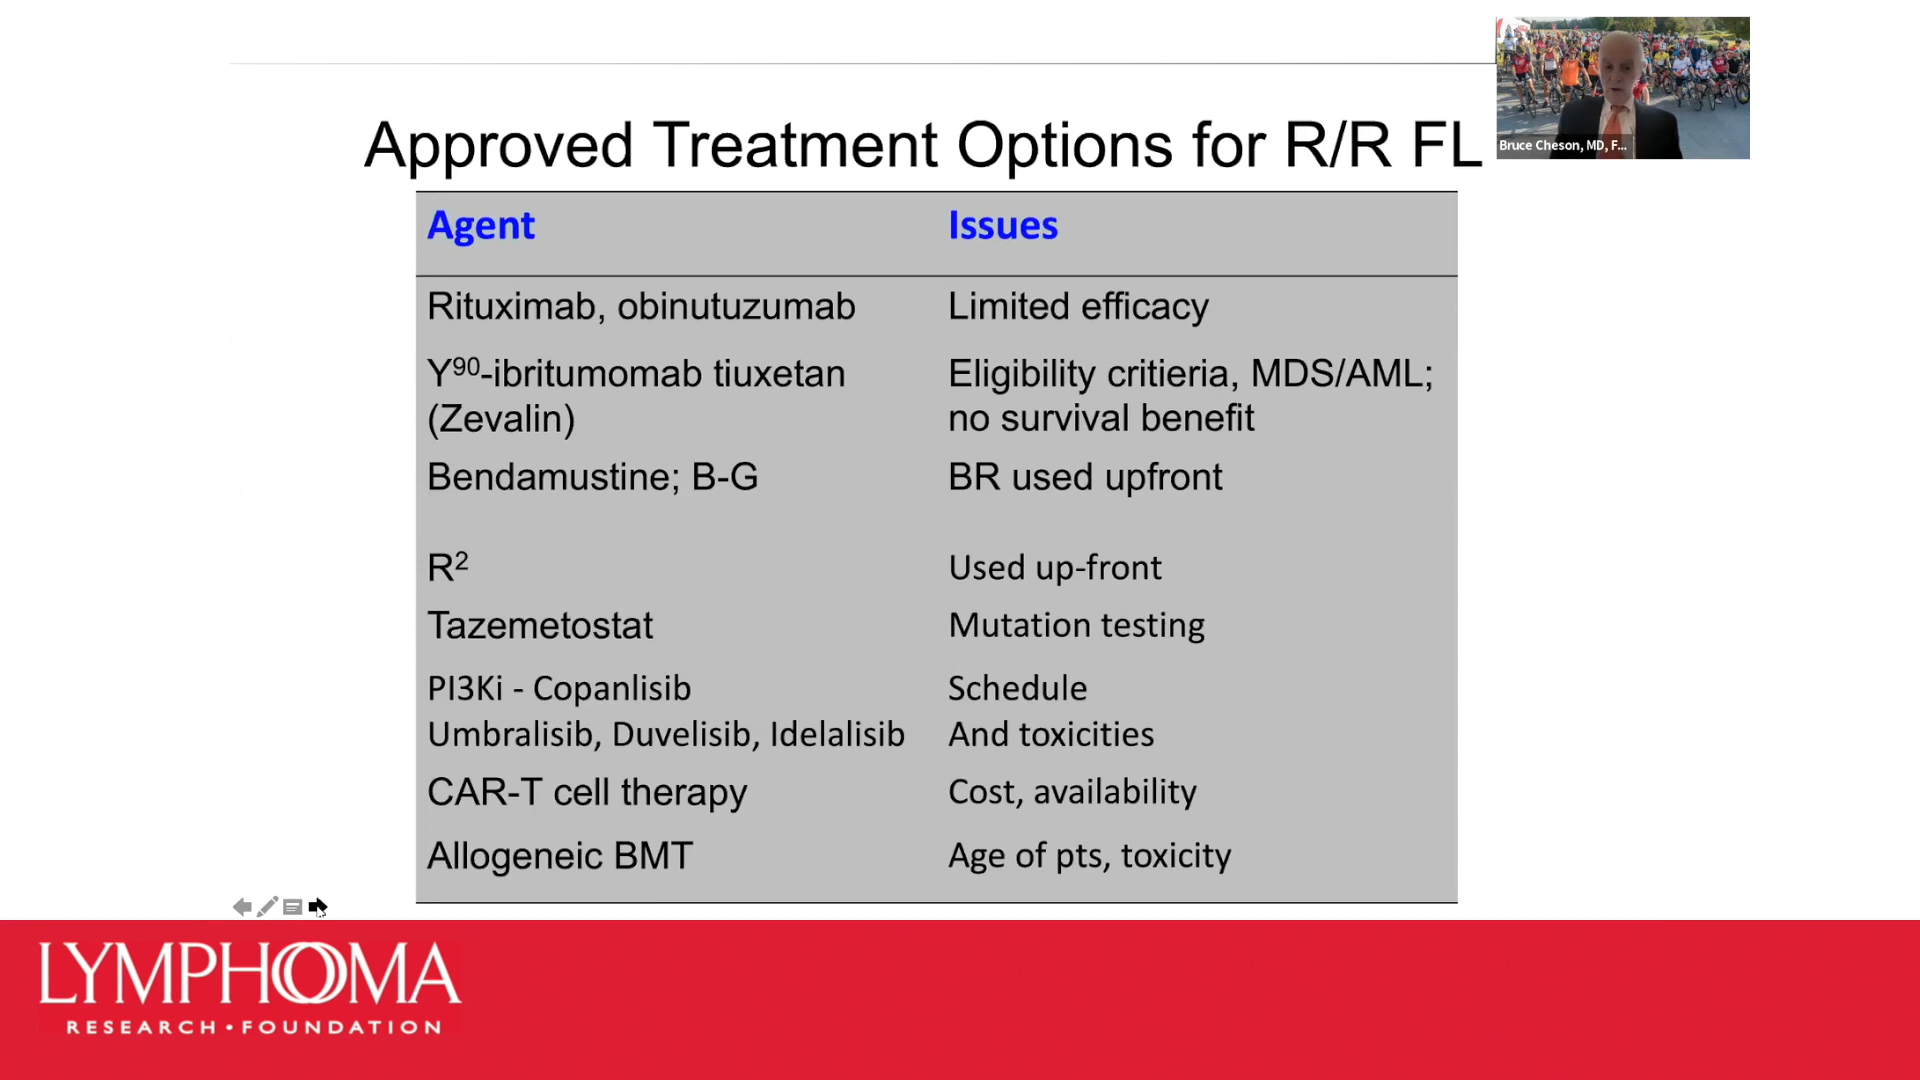 Approved Treatment Options for R/R FL
Bruce Cheson, MD, F...
Agent Issues
Rituximab, obinutuzumab Limited efficacy
Y90-ibritumomab tiuxetan Eligibility critieria, MDS/AML;
(Zevalin) no survival benefit
Bendamustine; B-G BR used upfront
R2 Used up-front
Tazemetostat Mutation testing
PI3Ki - Copanlisib Schedule
Umbralisib, Duvelisib, Idelalisib And toxicities
CAR-T cell therapy Cost, availability
Allogeneic BMT Age of pts, toxicity
LYMPHOMA
RESEARCH • FOUNDATION